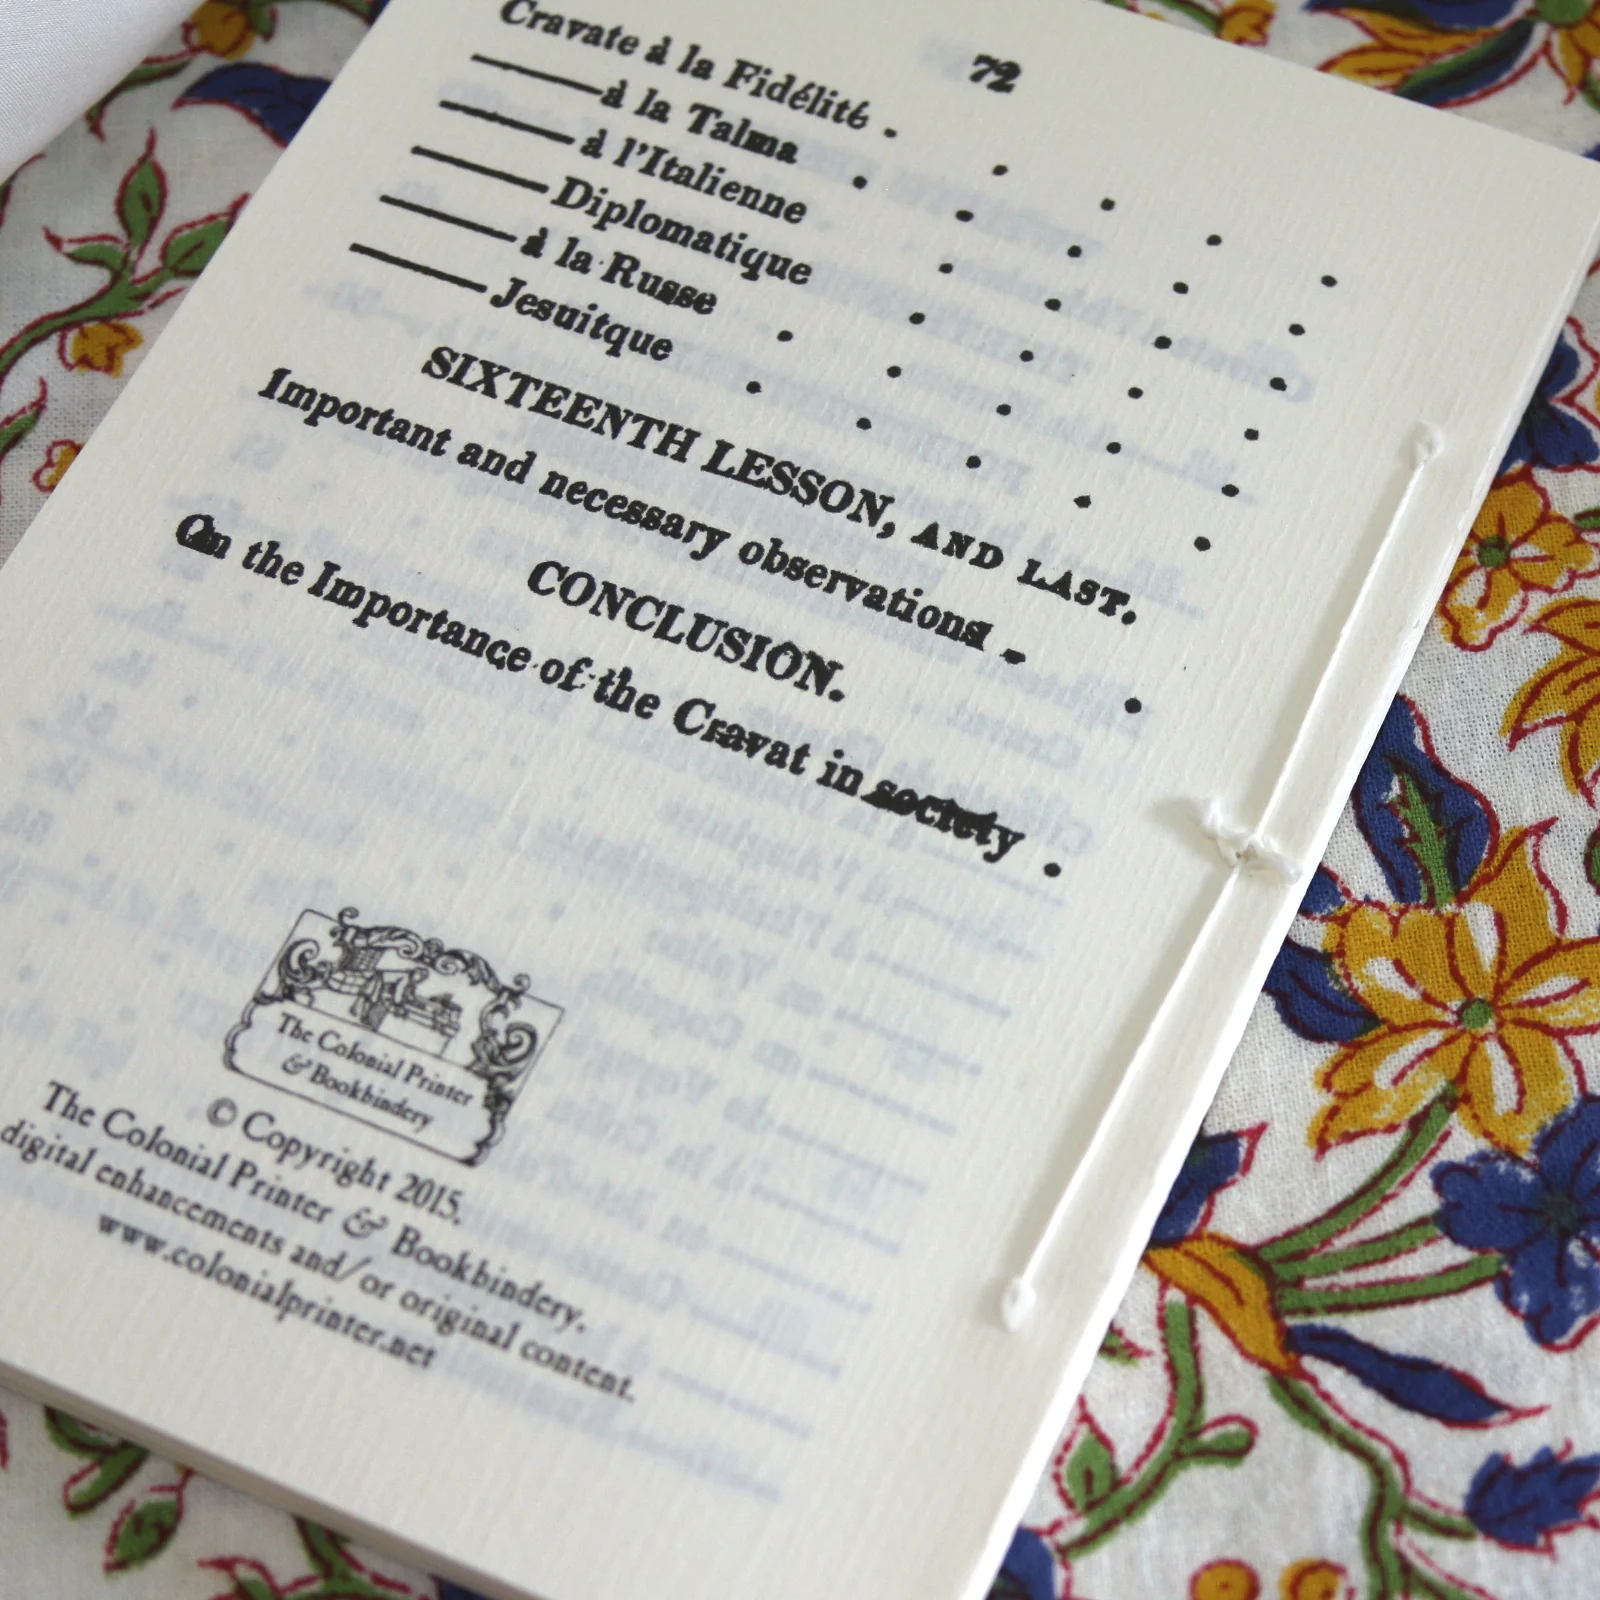 72
Cravate à la Fidélité .
——— à la Talma . . . .
——— à l'Italienne . . . . .
——— Diplomatique . . . .
——— à la Russe . . . . .
——— Jesuitque . . . . .
SIXTEENTH LESSON, AND LAST.
Important and necessary observations - .
CONCLUSION.
On the Importance of the Cravat in society .
The Colonial Printer
& Bookbindery
© Copyright 2015,
The Colonial Printer & Bookbindery.
digital enhancements and/or original content.
www.colonialprinter.net